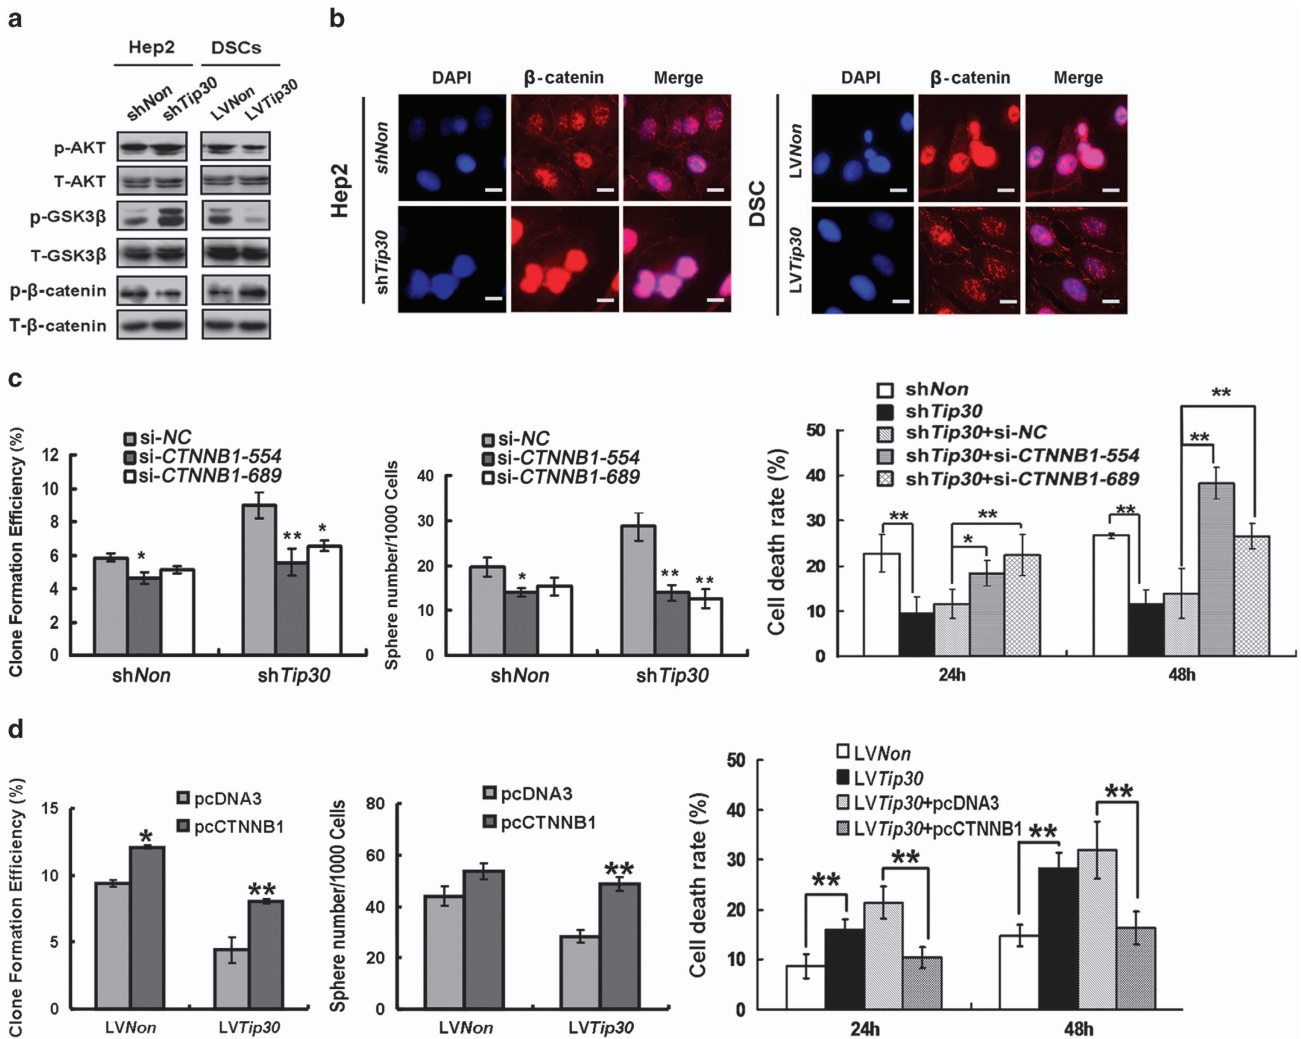 a
Hep2
DSCs
shNon
shTip30
LVNon
LVTip30
p-AKT
T-AKT
p-GSK3β
T-GSK3β
p-β-catenin
T-β-catenin
b
DAPI
β-catenin
Merge
DAPI
β-catenin
Merge
Hep2
shNon
shTip30
DSC
LVNon
LVTip30
c
Clone Formation Efficiency (%)
si-NC
si-CTNNB1-554
si-CTNNB1-689
12
10
8
6
4
2
0
*
**
*
shNon
shTip30
Sphere number/1000 Cells
si-NC
si-CTNNB1-554
si-CTNNB1-689
40
30
20
10
0
*
**
**
shNon
shTip30
Cell death rate (%)
shNon
shTip30
shTip30+si-NC
shTip30+si-CTNNB1-554
shTip30+si-CTNNB1-689
50
40
30
20
10
0
**
*
**
**
**
**
24h
48h
d
Clone Formation Efficiency (%)
pcDNA3
pcCTNNB1
15
10
5
0
*
**
LVNon
LVTip30
Sphere number/1000 Cells
pcDNA3
pcCTNNB1
80
60
40
20
0
**
LVNon
LVTip30
Cell death rate (%)
LVNon
LVTip30
LVTip30+pcDNA3
LVTip30+pcCTNNB1
50
40
30
20
10
0
**
**
**
**
24h
48h